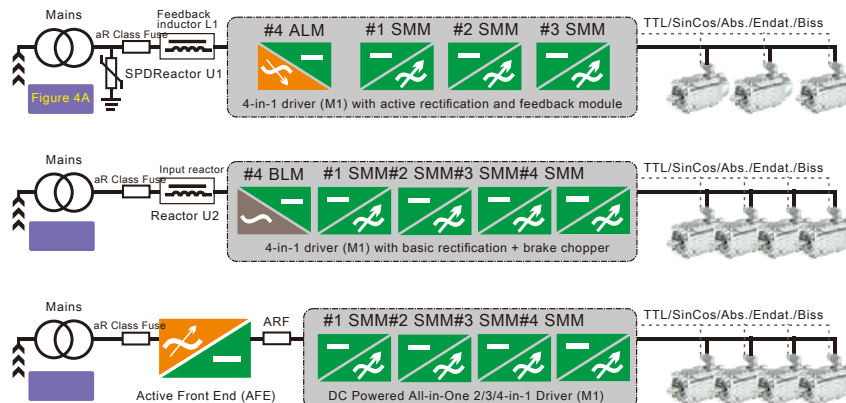 Mains
aR Class Fuse
Feedback
inductor L1
SPDReactor U1
Figure 4A
#4 ALM
#1 SMM
#2 SMM
#3 SMM
4-in-1 driver (M1) with active rectification and feedback module
TTL/SinCos/Abs./Endat./Biss
Mains
aR Class Fuse
Input reactor
Reactor U2
#4 BLM
#1 SMM#2 SMM#3 SMM#4 SMM
4-in-1 driver (M1) with basic rectification + brake chopper
TTL/SinCos/Abs./Endat./Biss
Mains
aR Class Fuse
Active Front End (AFE)
ARF
#1 SMM#2 SMM#3 SMM#4 SMM
DC Powered All-in-One 2/3/4-in-1 Driver (M1)
TTL/SinCos/Abs./Endat./Biss